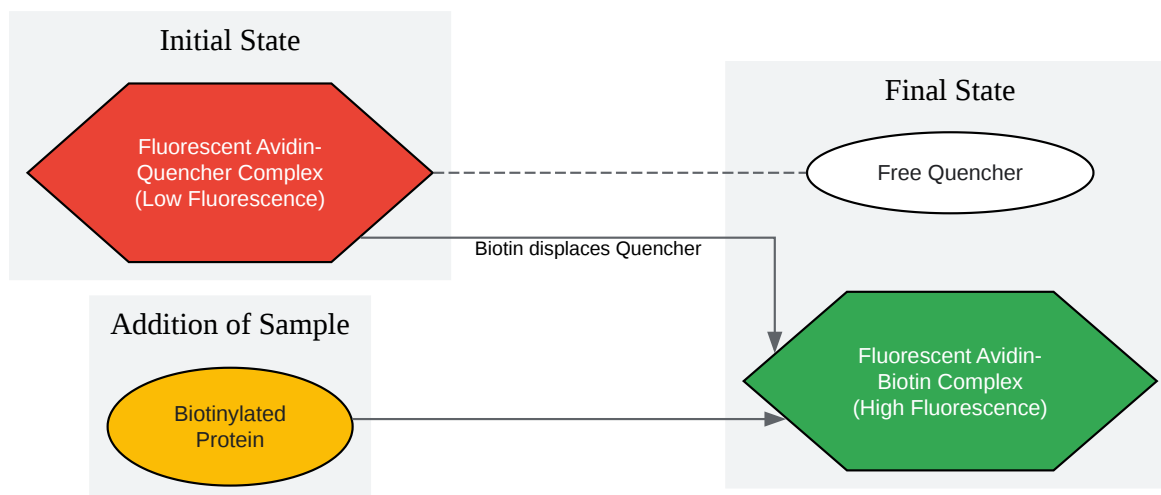 Initial State
Fluorescent Avidin-
Quencher Complex
(Low Fluorescence)
Biotin displaces Quencher
Addition of Sample
Biotinylated
Protein
Final State
Free Quencher
Fluorescent Avidin-
Biotin Complex
(High Fluorescence)